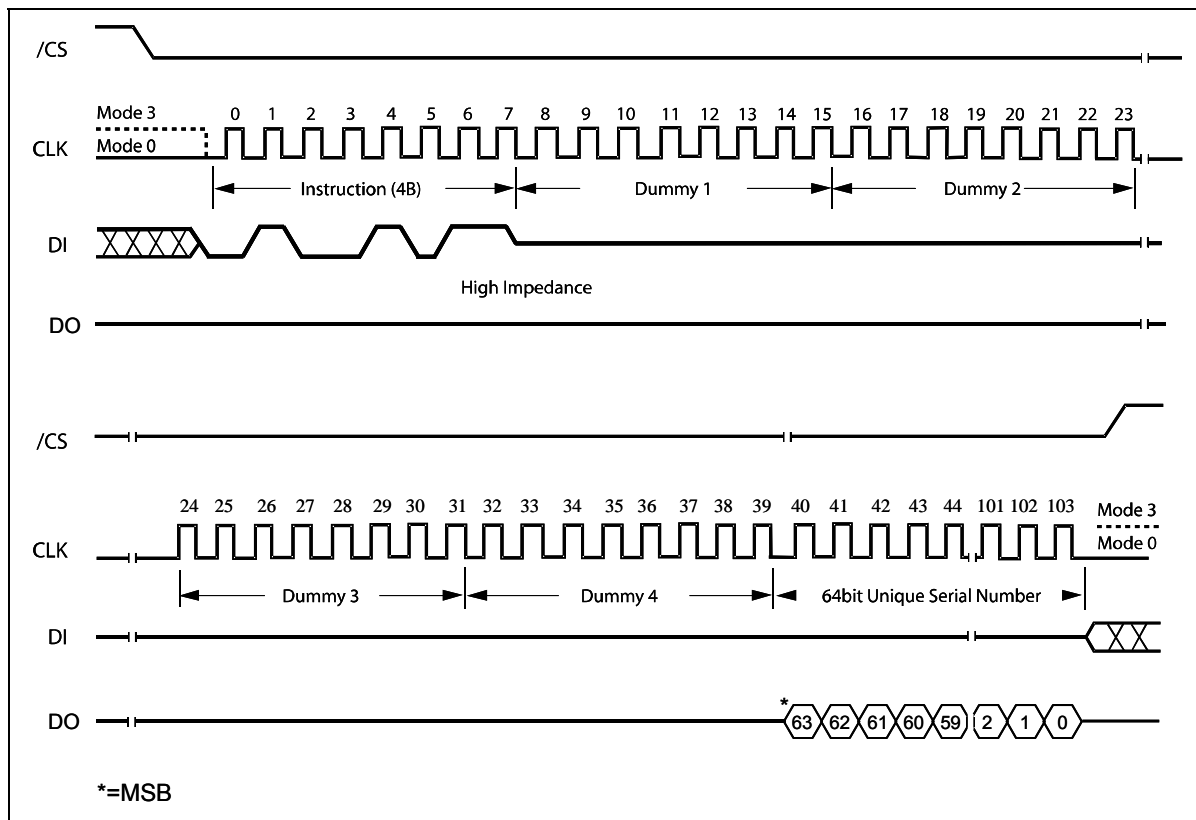 /CS
Mode 3
0 1 2 3 4 5 6 7 8 9 10 11 12 13 14 15 16 17 18 19 20 21 22 23
CLK
Mode 0
Instruction (4B) Dummy 1 Dummy 2
DI
High Impedance
DO
/CS
24 25 26 27 28 29 30 31 32 33 34 35 36 37 38 39 40 41 42 43 44 101 102 103
Mode 3
CLK
Mode 0
Dummy 3 Dummy 4 64bit Unique Serial Number
DI
*
DO
63 62 61 60 59 2 1 0
*=MSB